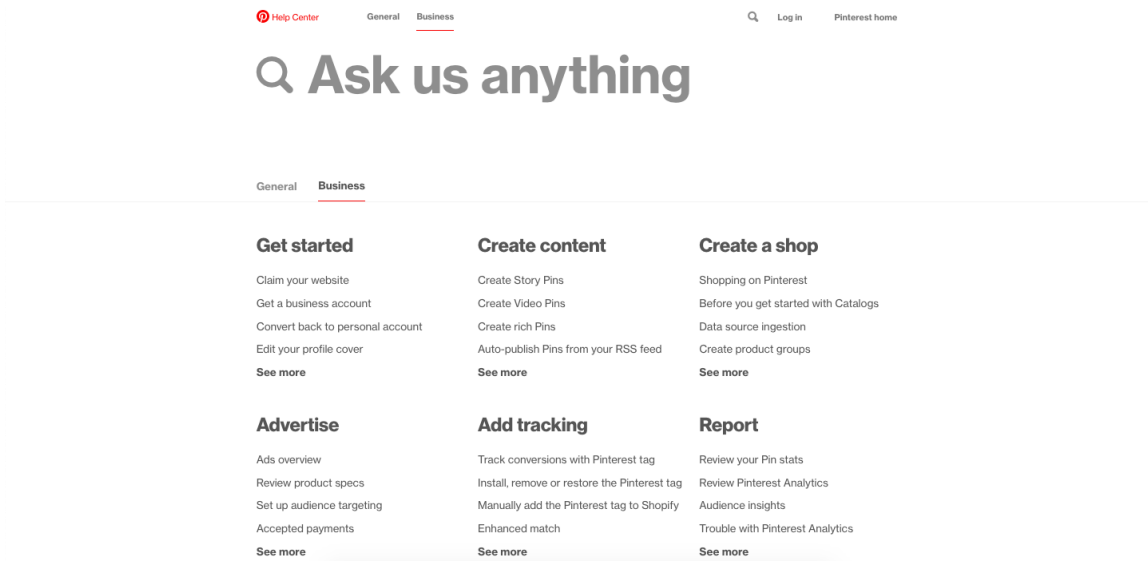 Help Center
General
Business
Log in
Pinterest home
Ask us anything
General
Business
Get started
Claim your website
Get a business account
Convert back to personal account
Edit your profile cover
See more
Create content
Create Story Pins
Create Video Pins
Create rich Pins
Auto-publish Pins from your RSS feed
See more
Create a shop
Shopping on Pinterest
Before you get started with Catalogs
Data source ingestion
Create product groups
See more
Advertise
Ads overview
Review product specs
Set up audience targeting
Accepted payments
See more
Add tracking
Track conversions with Pinterest tag
Install, remove or restore the Pinterest tag
Manually add the Pinterest tag to Shopify
Enhanced match
See more
Report
Review your Pin stats
Review Pinterest Analytics
Audience insights
Trouble with Pinterest Analytics
See more